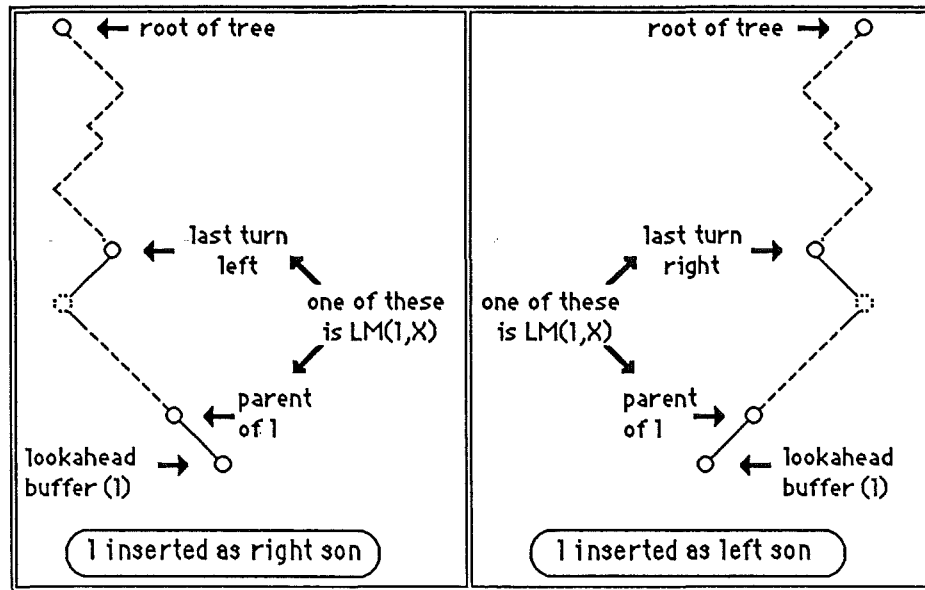 root of tree
last turn
left
one of these
is LM(1,X)
parent
of 1
lookahead
buffer (1)
1 inserted as right son
root of tree
last turn
right
one of these
is LM(1,X)
parent
of 1
lookahead
buffer (1)
1 inserted as left son